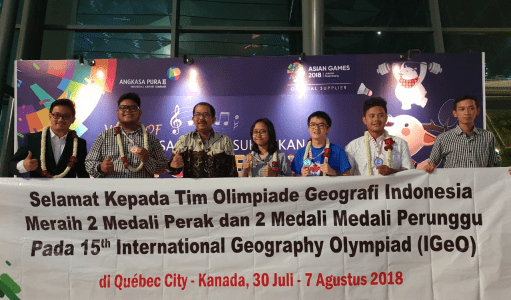 ANGKASA PURA II
ASIAN GAMES
2018
OFFICIAL SUPPLIER
OF
Selamat Kepada Tim Olimpiade Geografi Indonesia
Meraih 2 Medali Perak dan 2 Medali Medali Perunggu
Pada 15th International Geography Olympiad (IGeO)
di Québec City - Kanada, 30 Juli - 7 Agustus 2018